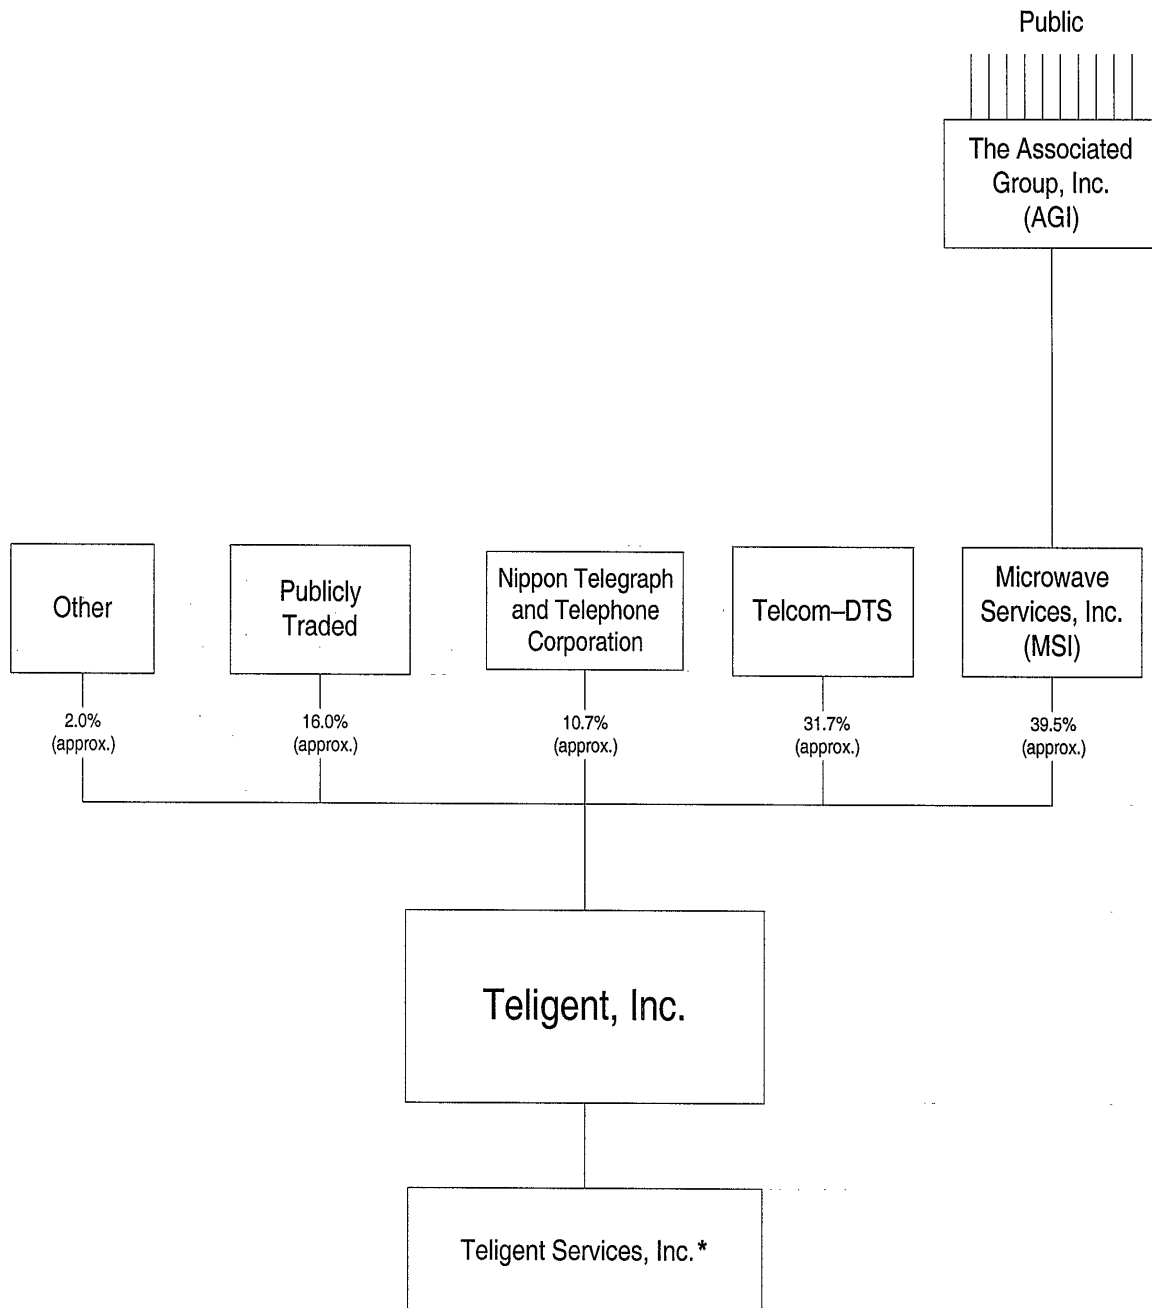 Public
The Associated
Group, Inc.
(AGI)
Other
Publicly
Traded
Nippon Telegraph
and Telephone
Corporation
Telcom–DTS
Microwave
Services, Inc.
(MSI)
2.0%
(approx.)
16.0%
(approx.)
10.7%
(approx.)
31.7%
(approx.)
39.5%
(approx.)
Teligent, Inc.
Teligent Services, Inc.*